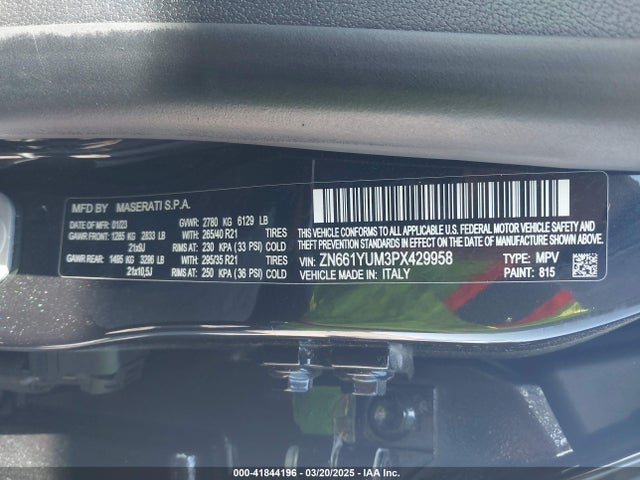 MFD BY MASERATI S.P.A.
DATE OF MFR: 01/23 GVWR: 2780 KG 6129 LB
GAWR FRONT: 1285 KG 2833 LB WITH 265/40 R21 TIRES
21x9J RIMS AT 230 KPA (33 PSI) COLD
GAWR REAR: 1495 KG 3296 LB WITH 295/35 R21 TIRES
21x10,5J RIMS AT 250 KPA (36 PSI) COLD
THIS VEHICLE CONFORMS TO ALL APPLICABLE U.S. FEDERAL MOTOR VEHICLE
SAFETY, BUMPER, AND THEFT PREVENTION STANDARDS IN EFFECT ON THE
DATE OF MANUFACTURE SHOWN ABOVE
VIN: ZN661YUM3PX429958 TYPE: MPV
VEHICLE MADE IN: ITALY PAINT: 815
000-41844196 - 03/20/2025 - IAA Inc.